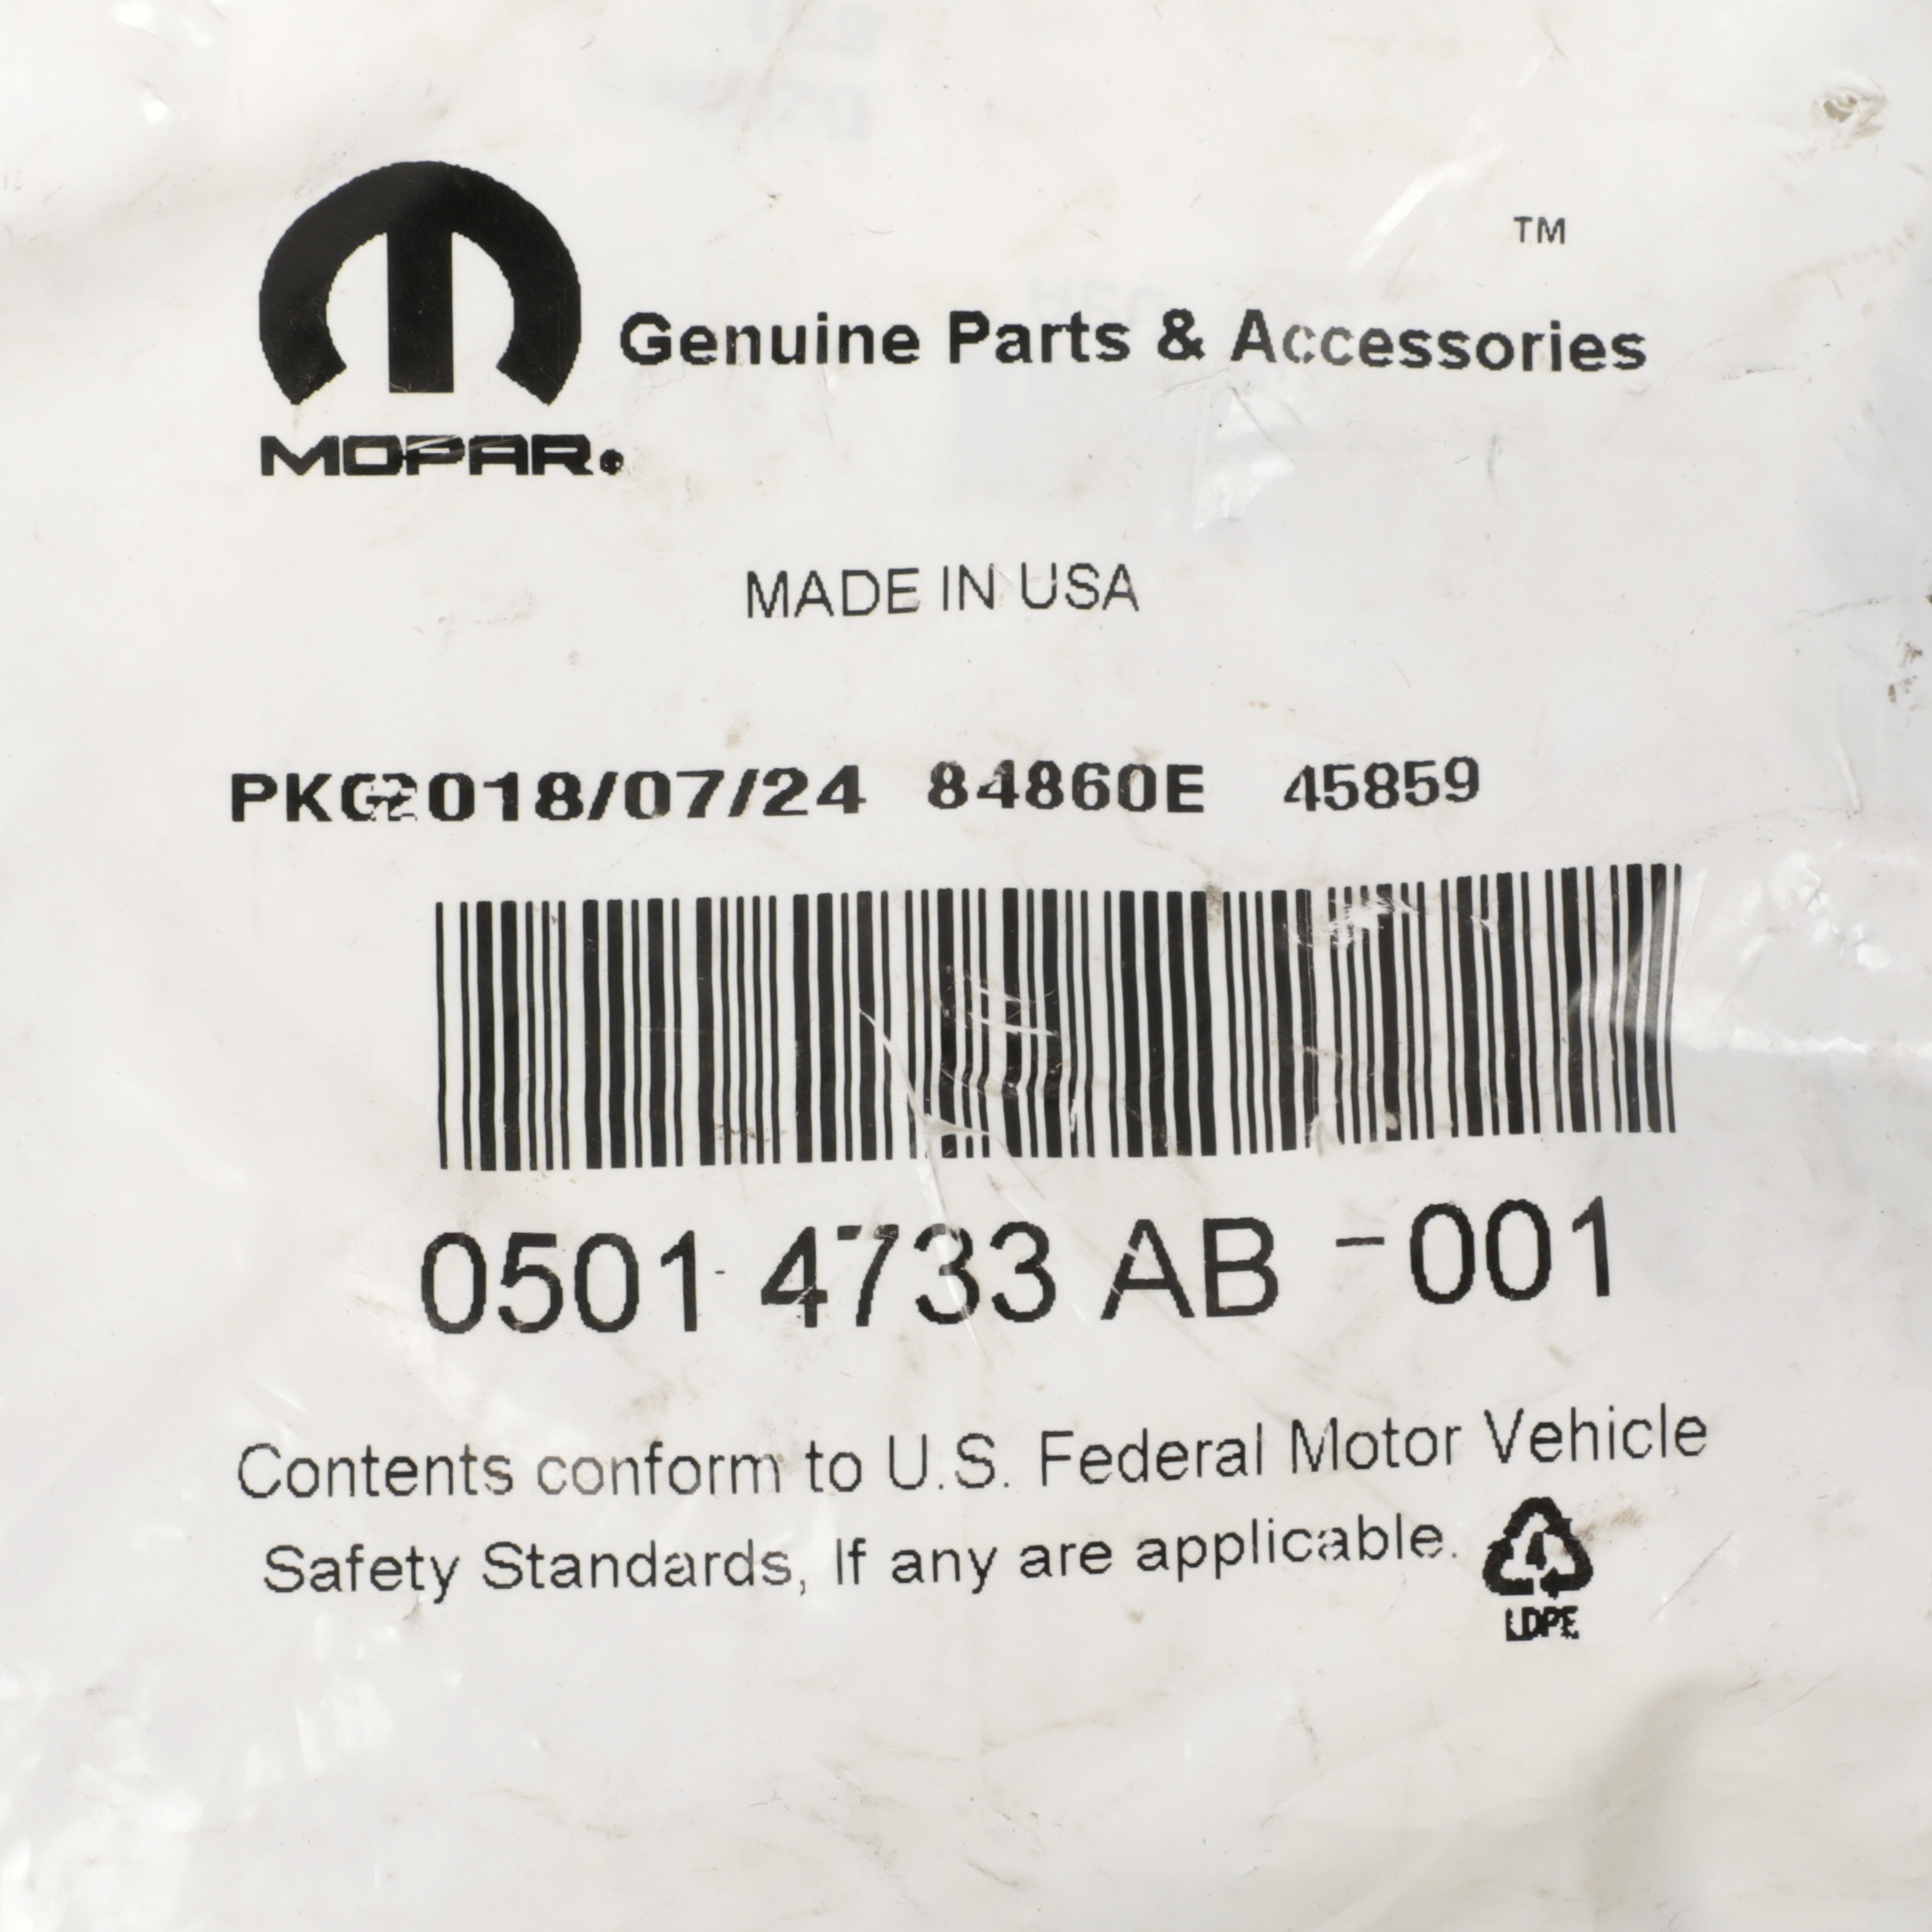 TM
Genuine Parts & Accessories
MOPAR.
MADE IN USA
PKG2018/07/24 84860E 45859
0501 4733 AB -001
Contents conform to U.S. Federal Motor Vehicle
Safety Standards, If any are applicable.
4
LDPE